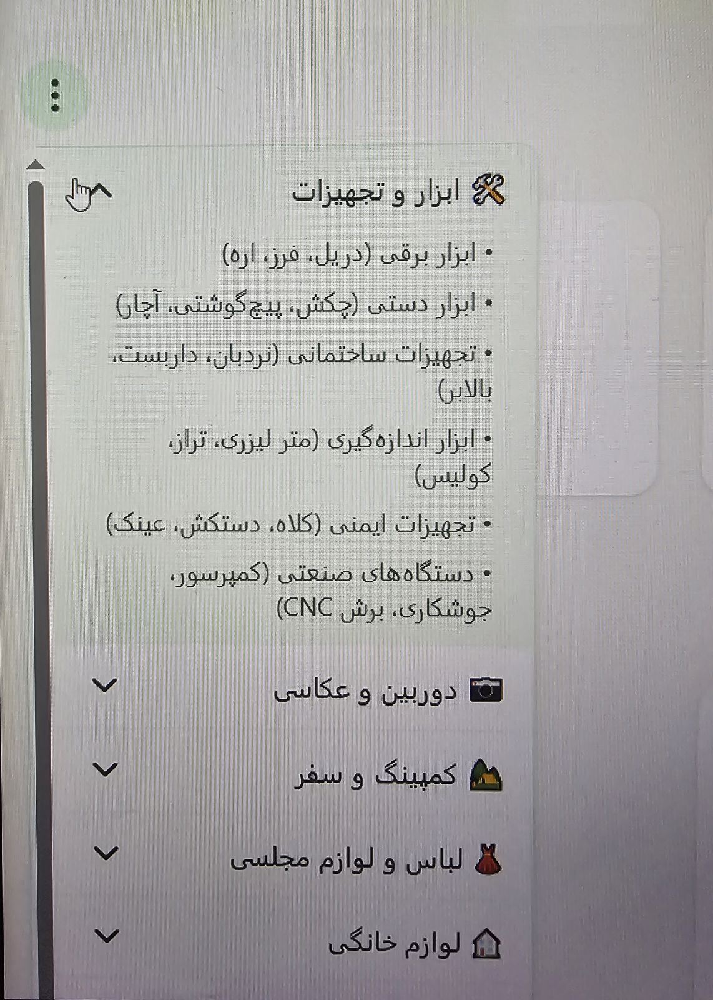 ابزار و تجهیزات
• ابزار برقی (دریل، فرز، اره)
• ابزار دستی (چکش، پیچ‌گوشتی، آچار)
• تجهیزات ساختمانی (نردبان، داربست،
بالابر)
• ابزار اندازه‌گیری (متر لیزری، تراز،
کولیس)
• تجهیزات ایمنی (کلاه، دستکش، عینک)
• دستگاه‌های صنعتی (کمپرسور،
جوشکاری، برش CNC)
دوربین و عکاسی
کمپینگ و سفر
لباس و لوازم مجلسی
لوازم خانگی